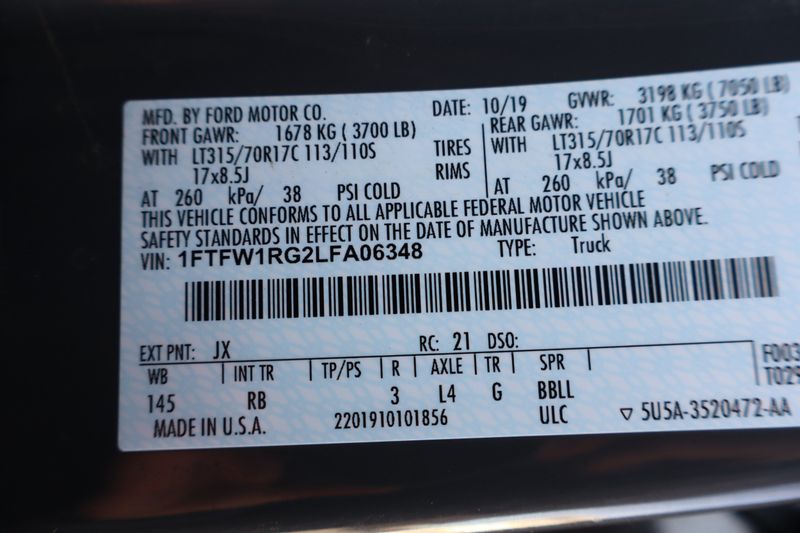 MFD. BY FORD MOTOR CO. DATE: 10/19 GVWR: 3198 KG ( 7050 LB)
FRONT GAWR: 1678 KG ( 3700 LB) REAR GAWR: 1701 KG ( 3750 LB)
WITH LT315/70R17C 113/110S TIRES WITH LT315/70R17C 113/110S
17x8.5J RIMS 17x8.5J
AT 260 kPa/ 38 PSI COLD AT 260 kPa/ 38 PSI COLD
THIS VEHICLE CONFORMS TO ALL APPLICABLE FEDERAL MOTOR VEHICLE
SAFETY STANDARDS IN EFFECT ON THE DATE OF MANUFACTURE SHOWN ABOVE.
VIN: 1FTFW1RG2LFA06348 TYPE: Truck
EXT PNT: JX RC: 21 DSO: F003
WB INT TR TP/PS R AXLE TR SPR T029
145 RB 3 L4 G BBLL
MADE IN U.S.A. 2201910101856 ULC ▽ 5U5A-3520472-AA